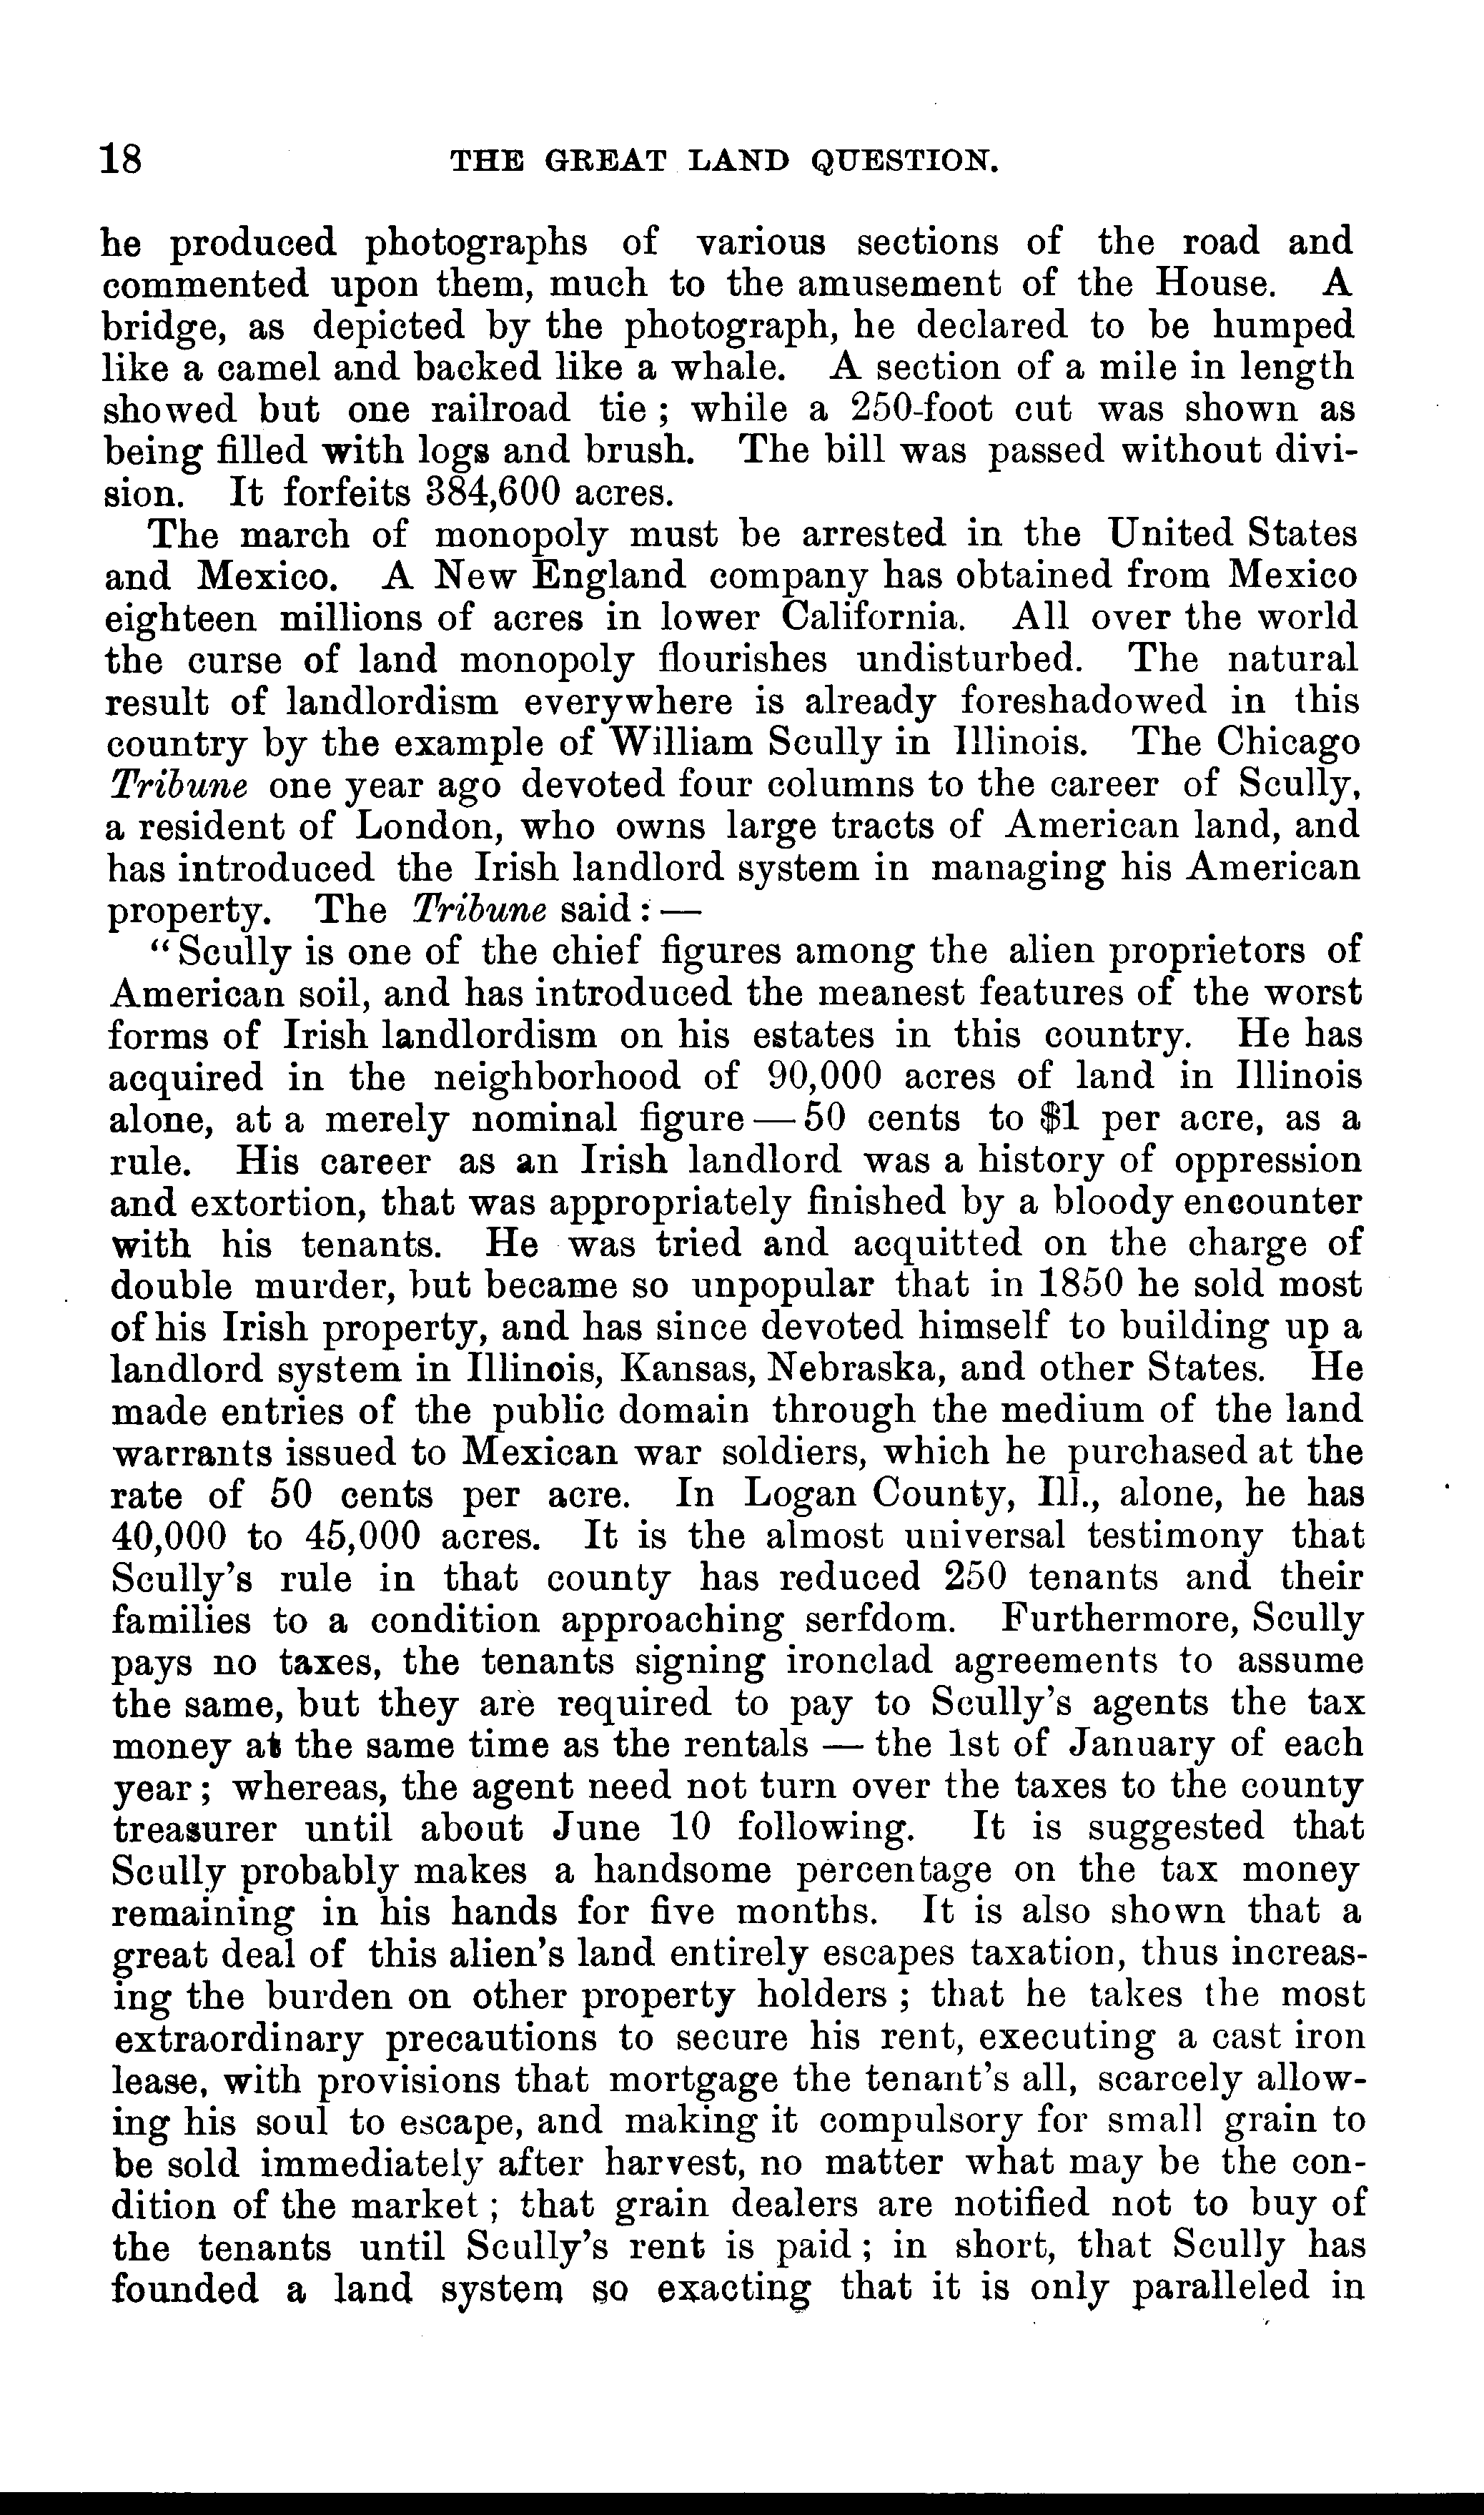 18 THE GREAT LAND QUESTION.
he produced photographs of various sections of the road and
commented upon them, much to the amusement of the House. A
bridge, as depicted by the photograph, he declared to be humped
like a camel and backed like a whale. A section of a mile in length
showed but one railroad tie; while a 250-foot cut was shown as
being filled with logs and brush. The bill was passed without divi-
sion. It forfeits 384,600 acres.
The march of monopoly must be arrested in the United States
and Mexico. A New England company has obtained from Mexico
eighteen millions of acres in lower California. All over the world
the curse of land monopoly flourishes undisturbed. The natural
result of landlordism everywhere is already foreshadowed in this
country by the example of William Scully in Illinois. The Chicago
Tribune one year ago devoted four columns to the career of Scully,
a resident of London, who owns large tracts of American land, and
has introduced the Irish landlord system in managing his American
property. The Tribune said: —
“Scully is one of the chief figures among the alien proprietors of
American soil, and has introduced the meanest features of the worst
forms of Irish landlordism on his estates in this country. He has
acquired in the neighborhood of 90,000 acres of land in Illinois
alone, at a merely nominal figure — 50 cents to $1 per acre, as a
rule. His career as an Irish landlord was a history of oppression
and extortion, that was appropriately finished by a bloody encounter
with his tenants. He was tried and acquitted on the charge of
double murder, but became so unpopular that in 1850 he sold most
of his Irish property, and has since devoted himself to building up a
landlord system in Illinois, Kansas, Nebraska, and other States. He
made entries of the public domain through the medium of the land
warrants issued to Mexican war soldiers, which he purchased at the
rate of 50 cents per acre. In Logan County, Ill., alone, he has
40,000 to 45,000 acres. It is the almost universal testimony that
Scully's rule in that county has reduced 250 tenants and their
families to a condition approaching serfdom. Furthermore, Scully
pays no taxes, the tenants signing ironclad agreements to assume
the same, but they are required to pay to Scully's agents the tax
money at the same time as the rentals — the 1st of January of each
year; whereas, the agent need not turn over the taxes to the county
treasurer until about June 10 following. It is suggested that
Scully probably makes a handsome percentage on the tax money
remaining in his hands for five months. It is also shown that a
great deal of this alien's land entirely escapes taxation, thus increas-
ing the burden on other property holders; that he takes the most
extraordinary precautions to secure his rent, executing a cast iron
lease, with provisions that mortgage the tenant's all, scarcely allow-
ing his soul to escape, and making it compulsory for small grain to
be sold immediately after harvest, no matter what may be the con-
dition of the market; that grain dealers are notified not to buy of
the tenants until Scully's rent is paid; in short, that Scully has
founded a land system so exacting that it is only paralleled in